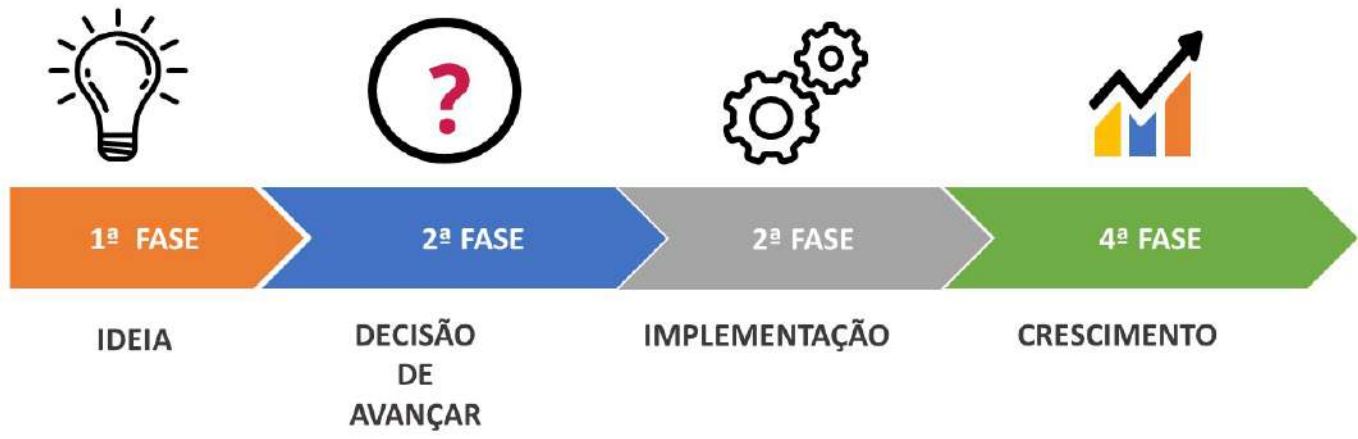 ?
1ª FASE
2ª FASE
2ª FASE
4ª FASE
IDEIA
DECISÃO
DE
AVANÇAR
IMPLEMENTAÇÃO
CRESCIMENTO